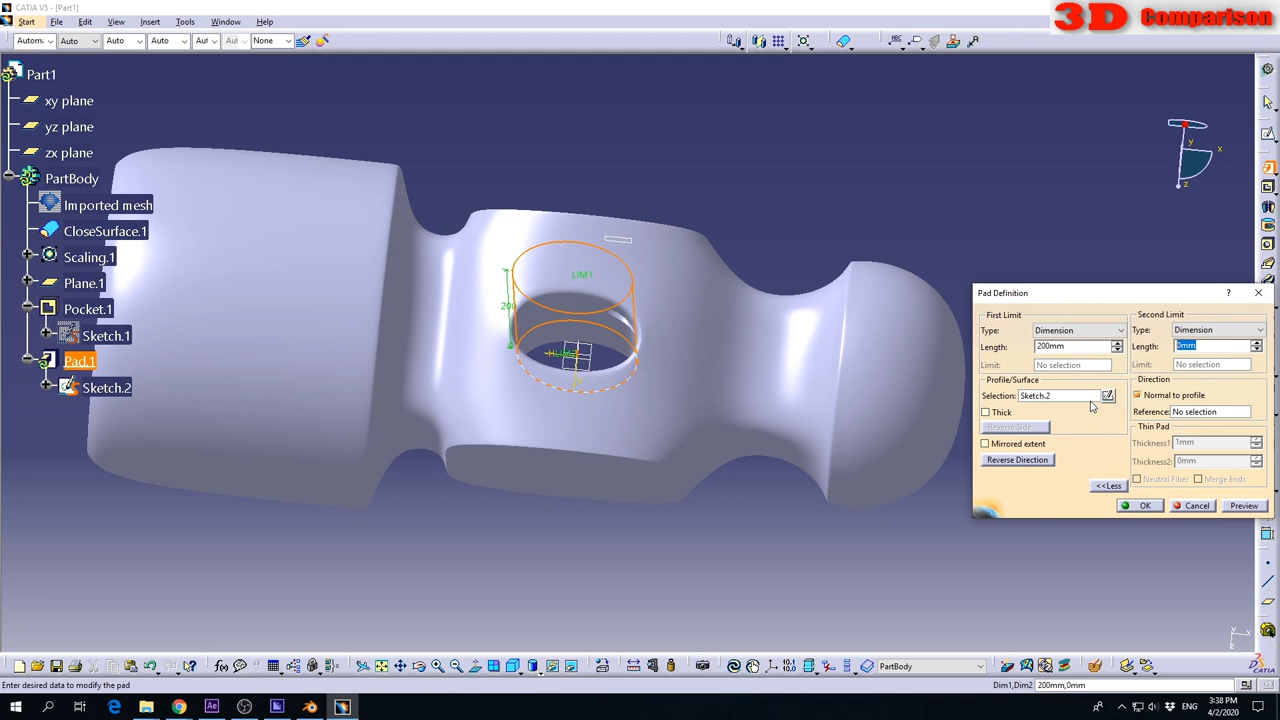 CATIA V5 - [Part1]
3D Comparison
Start File Edit View Insert Tools Window Help
Autom: Auto Auto Auto Aut Aut None
Part1
xy plane
yz plane
zx plane
PartBody
Imported mesh
CloseSurface.1
Scaling.1
Plane.1
Pocket.1
Sketch.1
Pad.1
Sketch.2
y
x
z
LIM1
200
Pad Definition
? X
First Limit
Type: Dimension
Length: 200mm
Limit: No selection
Profile/Surface
Selection: Sketch.2
Thick
Reverse Side
Mirrored extent
Reverse Direction
Second Limit
Type: Dimension
Length: 0mm
Limit: No selection
Direction
Normal to profile
Reference: No selection
Thin Pad
Thickness1: 1mm
Thickness2: 0mm
Neutral Fiber Merge Ends
<<Less
OK Cancel Preview
f(x)
10.1
PartBody
CATIA
Enter desired data to modify the pad
Dim1,Dim2 200mm,0mm
Ae
ENG
3:38 PM
4/2/2020